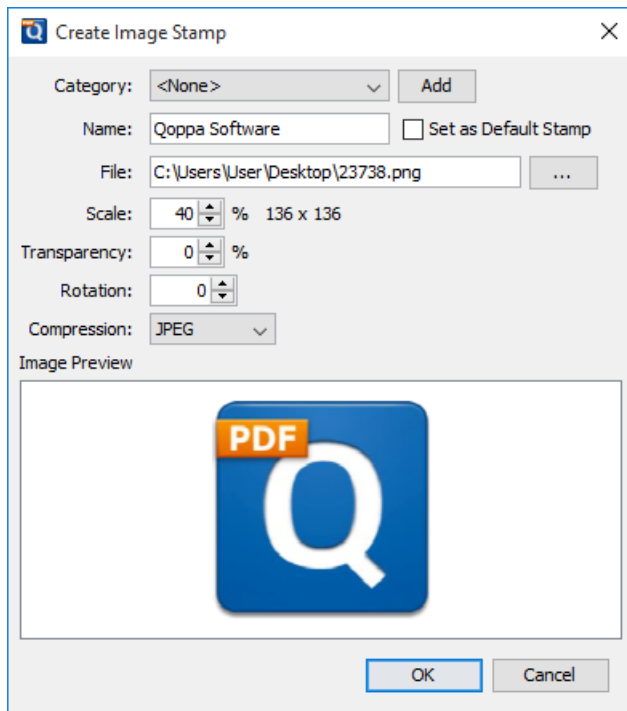 Create Image Stamp
Category: <None> Add
Name: Qoppa Software Set as Default Stamp
File: C:\Users\User\Desktop\23738.png ...
Scale: 40 % 136 x 136
Transparency: 0 %
Rotation: 0
Compression: JPEG
Image Preview
PDF
Q
OK Cancel